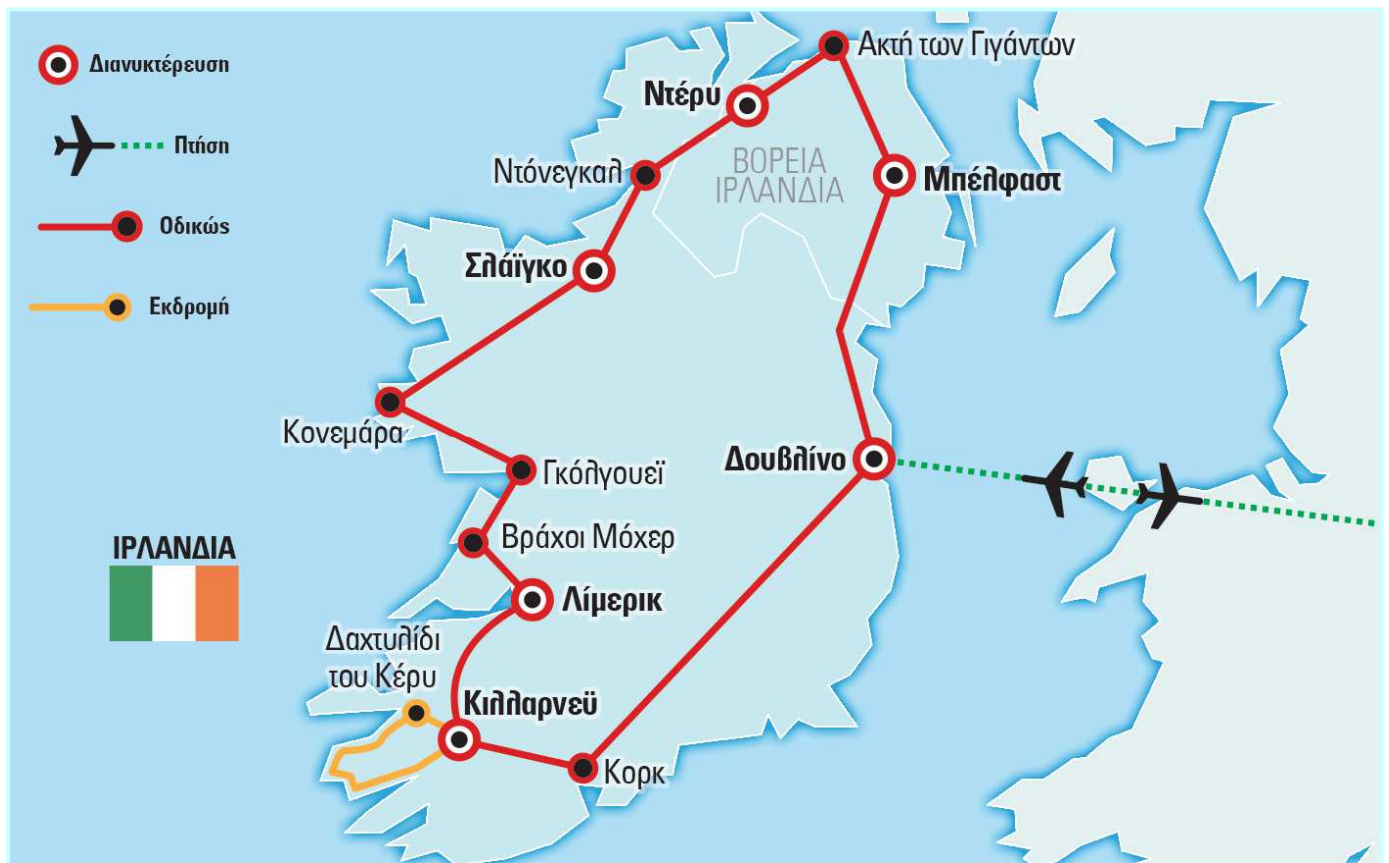 Διανυκτέρευση
Πτήση
Οδικώς
Εκδρομή
Ακτή των Γιγάντων
Ντέρυ
Ντόνεγκαλ
ΒΟΡΕΙΑ
ΙΡΛΑΝΔΙΑ
Μπέλφαστ
Σλάϊγκο
Κονεμάρα
Γκόλγουεϊ
Δουβλίνο
Βράχοι Μόχερ
ΙΡΛΑΝΔΙΑ
Λίμερικ
Δαχτυλίδι
του Κέρυ
Κιλλαρνεϋ
Κορκ